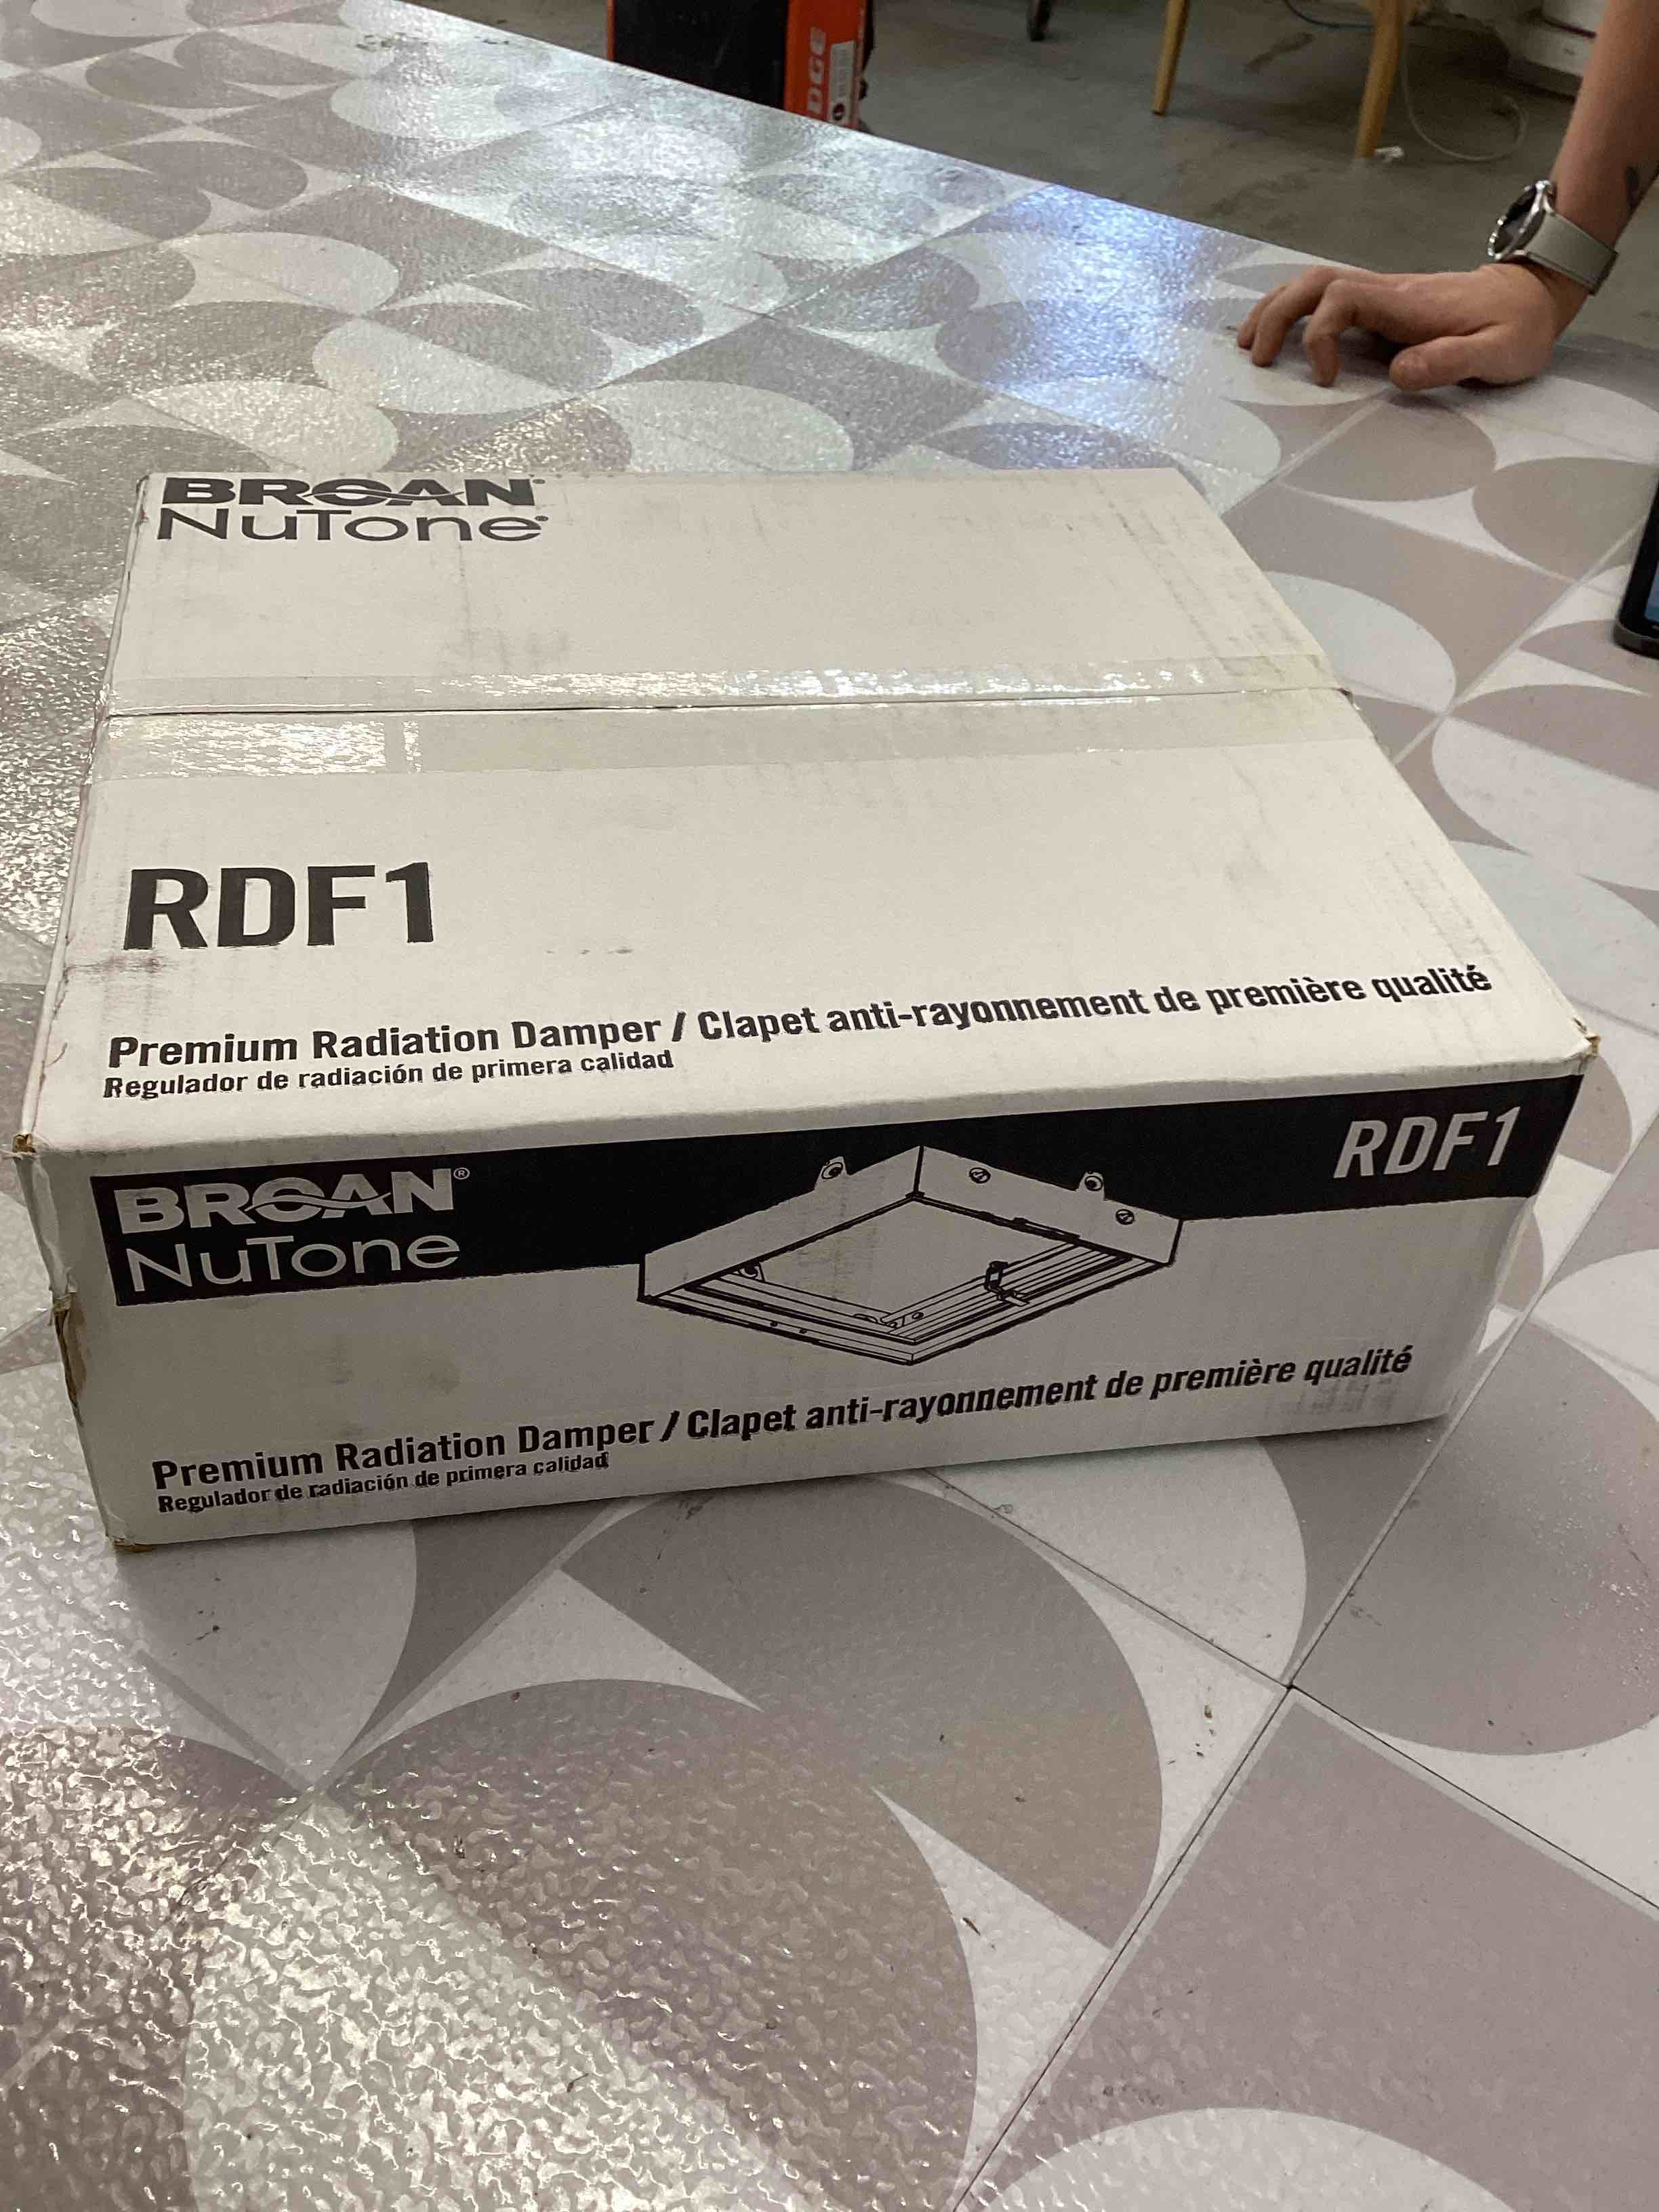 DGE
BROAN®
NuTone®
RDF1
Premium Radiation Damper / Clapet anti-rayonnement de première qualité
Regulador de radiación de primera calidad
BROAN®
NuTone
RDF1
Premium Radiation Damper / Clapet anti-rayonnement de première qualité
Regulador de radiación de primera calidad